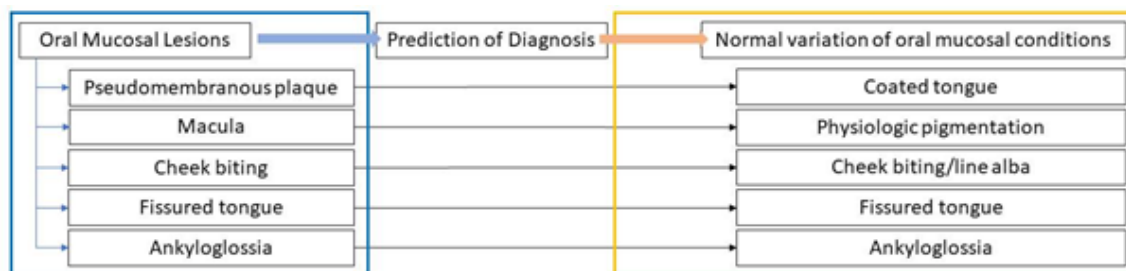 Oral Mucosal Lesions
Prediction of Diagnosis
Normal variation of oral mucosal conditions
Pseudomembranous plaque
Coated tongue
Macula
Physiologic pigmentation
Cheek biting
Cheek biting/line alba
Fissured tongue
Fissured tongue
Ankyloglossia
Ankyloglossia